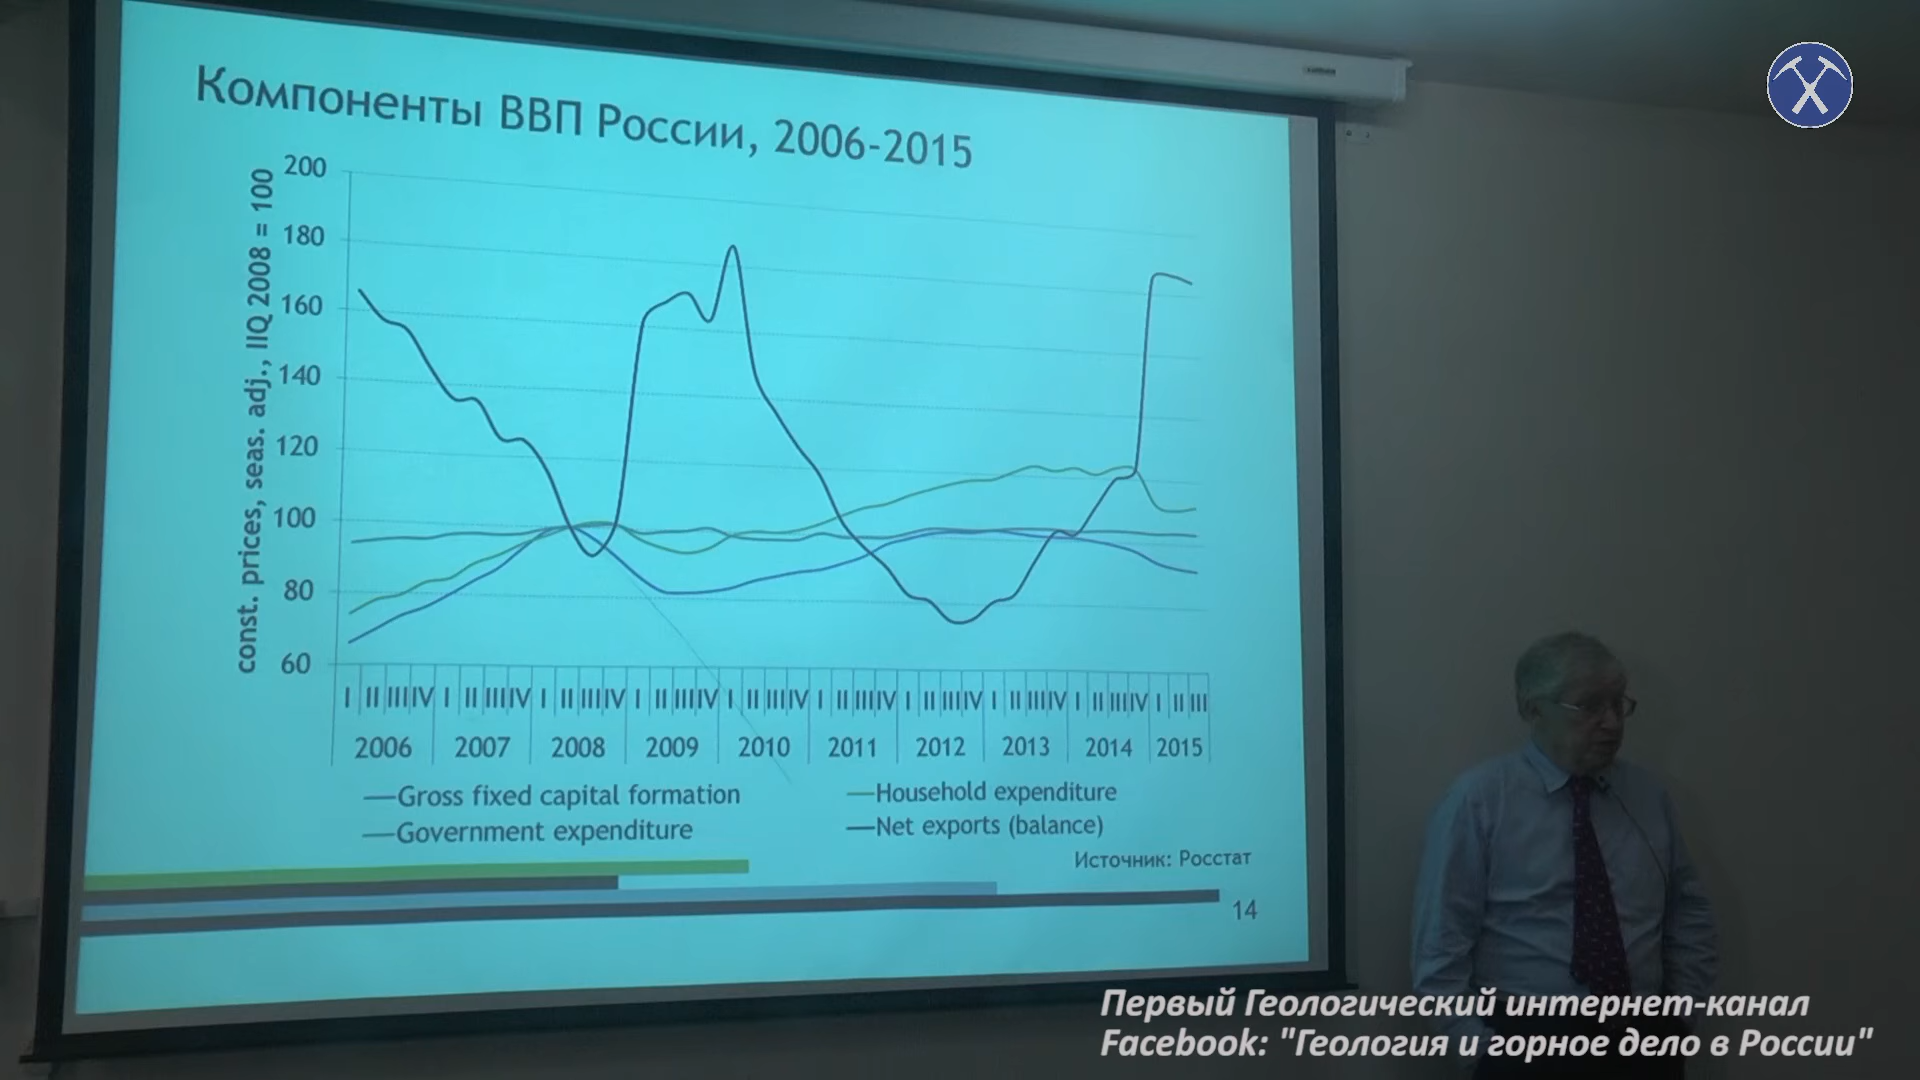 Компоненты ВВП России, 2006-2015
const. prices, seas. adj., IIQ 2008 = 100
200
180
160
140
120
100
80
60
I II III IV I II III IV I II III IV I II III IV I II III IV I II III IV I II III IV I II III IV I II III IV I II III
2006 2007 2008 2009 2010 2011 2012 2013 2014 2015
Gross fixed capital formation Household expenditure
Government expenditure Net exports (balance)
Источник: Росстат
14
Первый Геологический интернет-канал
Facebook: "Геология и горное дело в России"